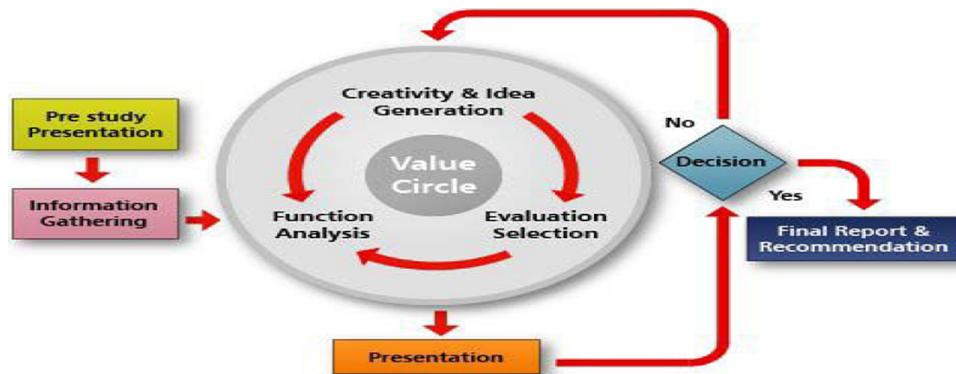 Pre study
Presentation
Information
Gathering
Creativity & Idea
Generation
Value
Circle
Function
Analysis
Evaluation
Selection
Presentation
No
Decision
Yes
Final Report &
Recommendation